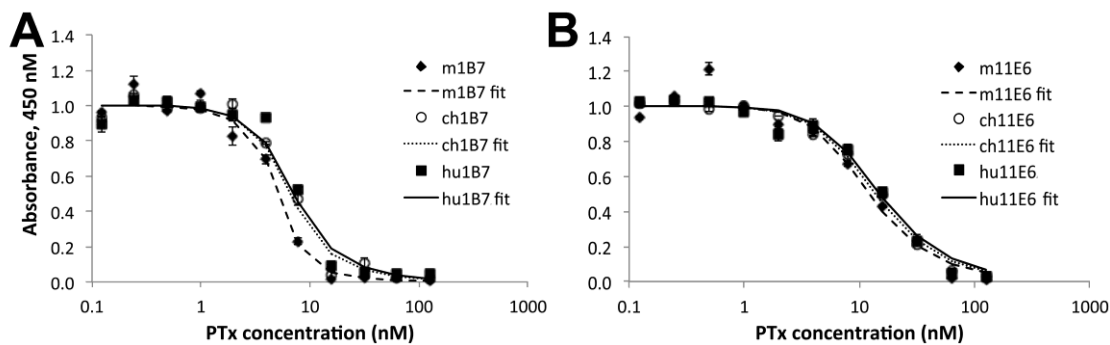 A
Absorbance, 450 nM
1.4
1.2
1.0
0.8
0.6
0.4
0.2
0.0
0.1
1
10
100
1000
PTx concentration (nM)
m1B7
m1B7 fit
ch1B7
ch1B7 fit
hu1B7
hu1B7 fit
B
1.4
1.2
1.0
0.8
0.6
0.4
0.2
0.0
0.1
1
10
100
1000
PTx concentration (nM)
m11E6
m11E6 fit
ch11E6
ch11E6 fit
hu11E6
hu11E6 fit